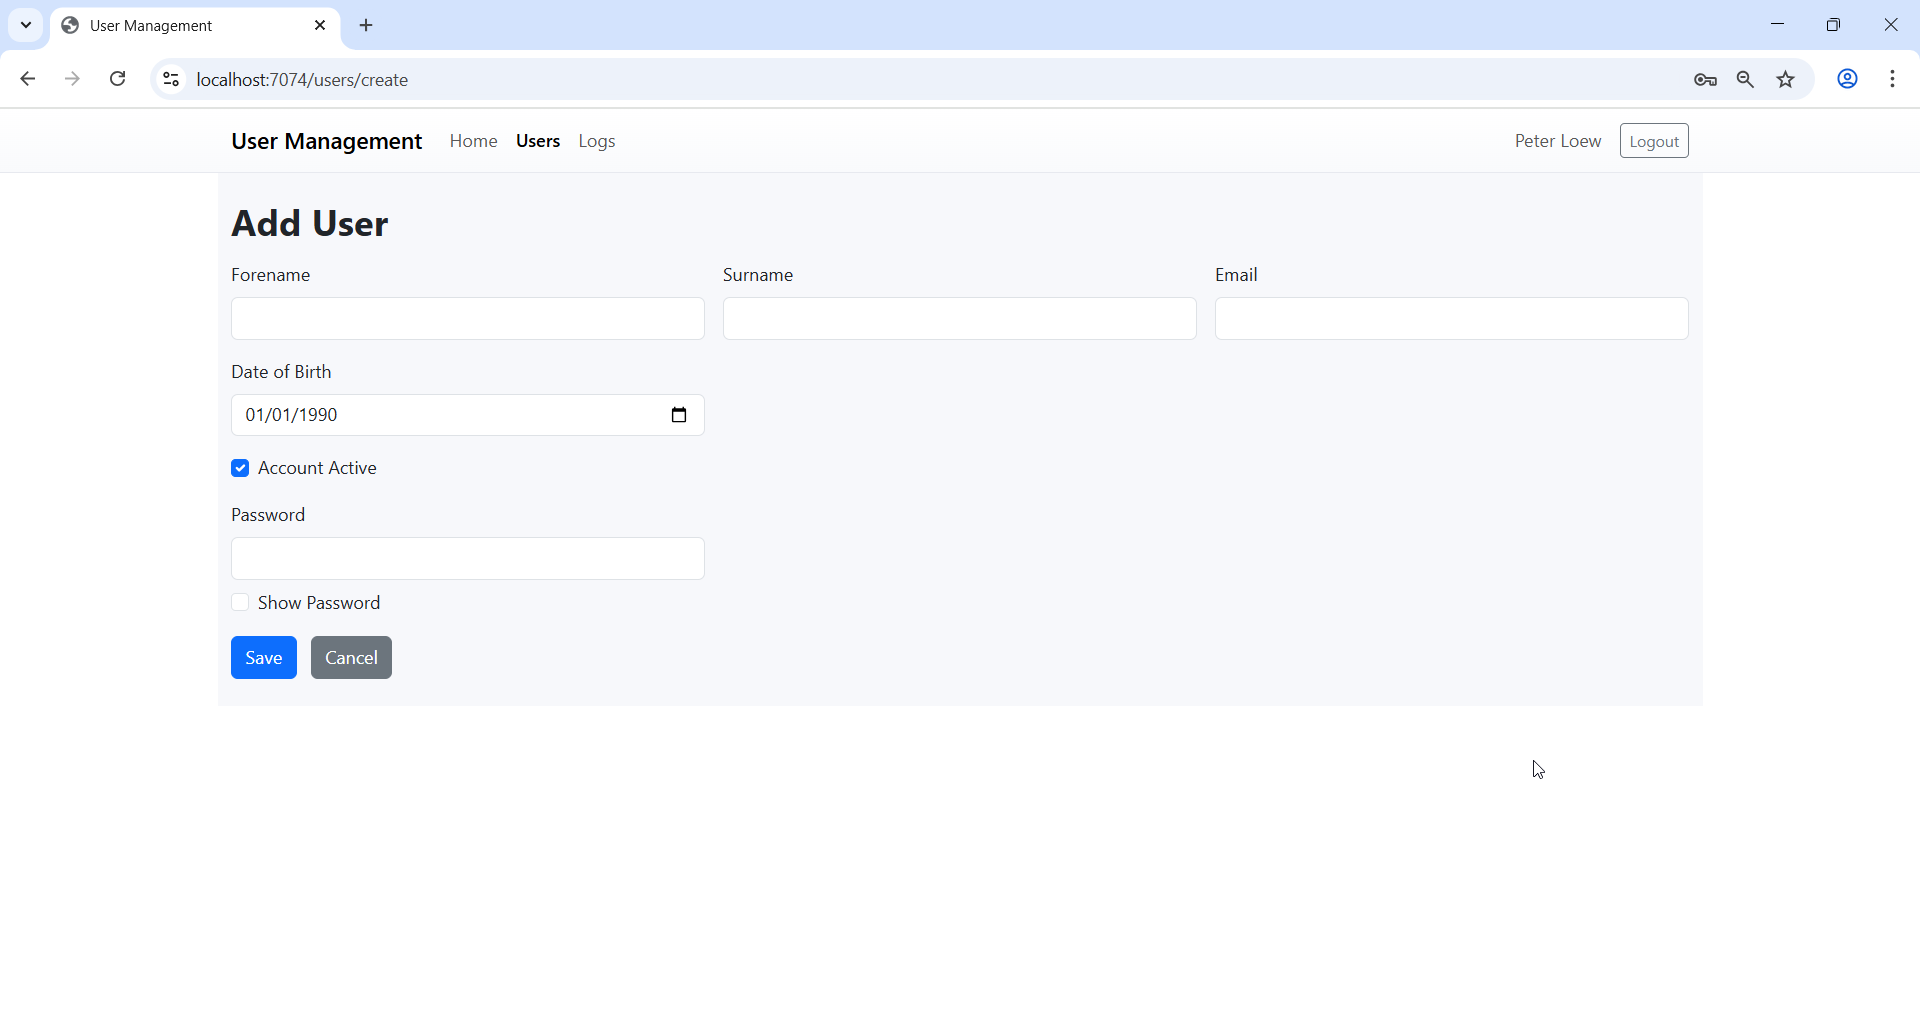 User Management
localhost:7074/users/create
User Management Home Users Logs Peter Loew Logout
Add User
Forename Surname Email
Date of Birth
01/01/1990
Account Active
Password
Show Password
Save Cancel